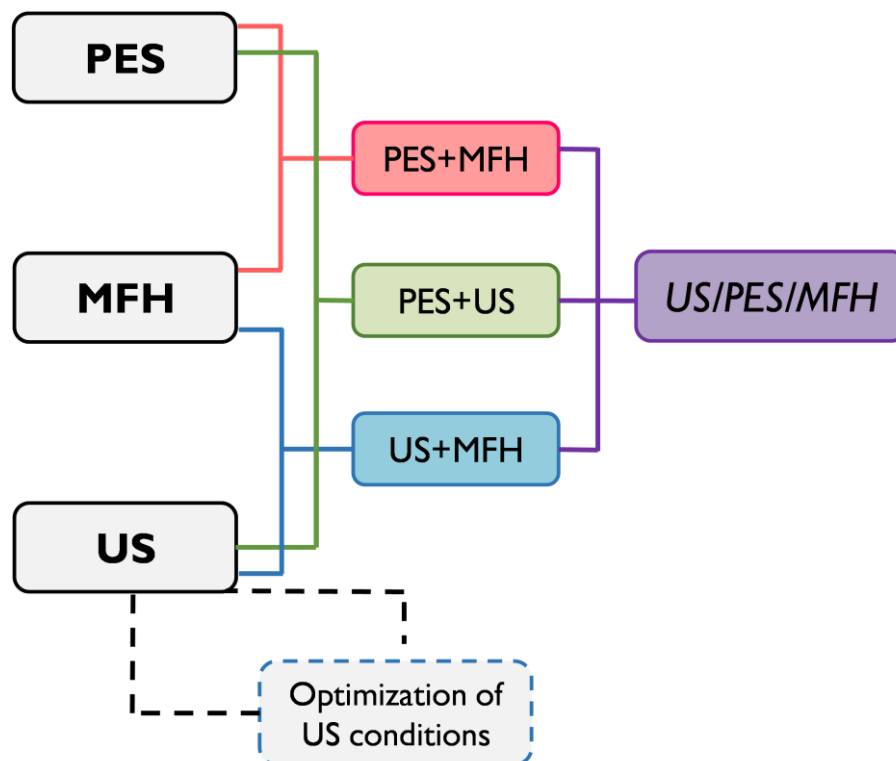 PES
PES+MFH
MFH
PES+US
US/PES/MFH
US+MFH
US
Optimization of
US conditions